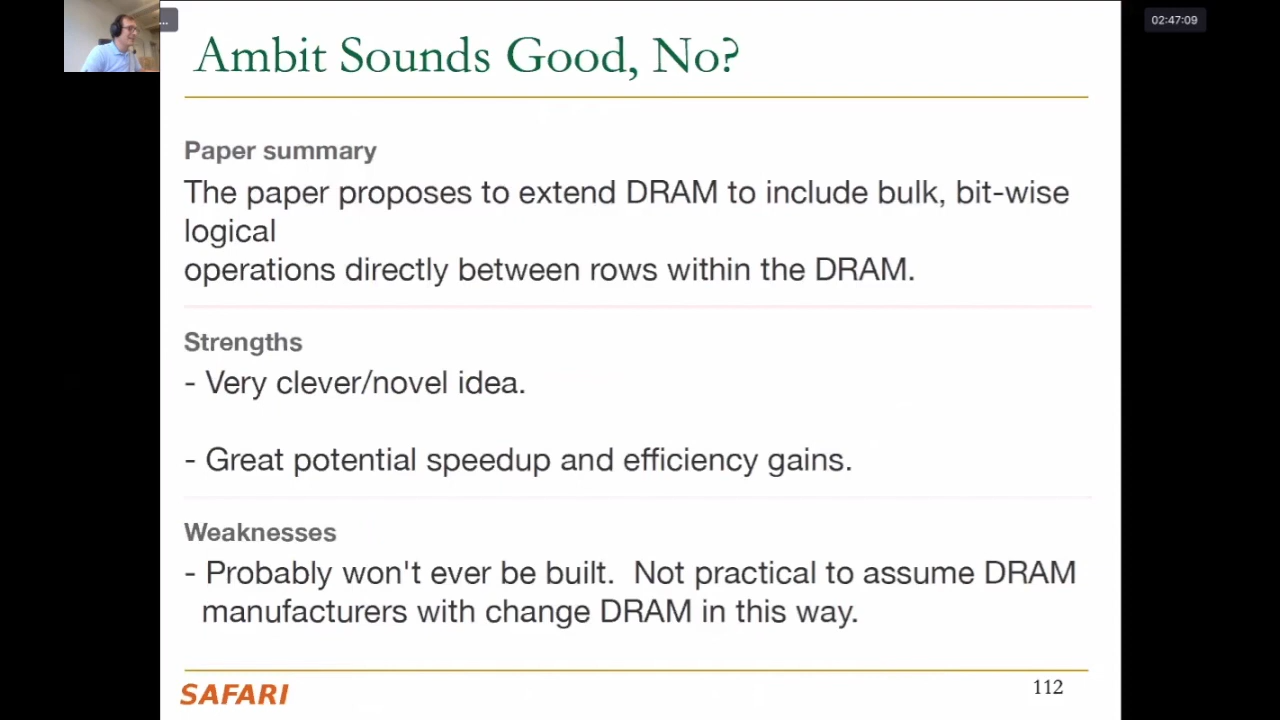 ...
02:47:09
Ambit Sounds Good, No?
Paper summary
The paper proposes to extend DRAM to include bulk, bit-wise
logical
operations directly between rows within the DRAM.
Strengths
- Very clever/novel idea.
- Great potential speedup and efficiency gains.
Weaknesses
- Probably won't ever be built.  Not practical to assume DRAM
manufacturers with change DRAM in this way.
SAFARI
112